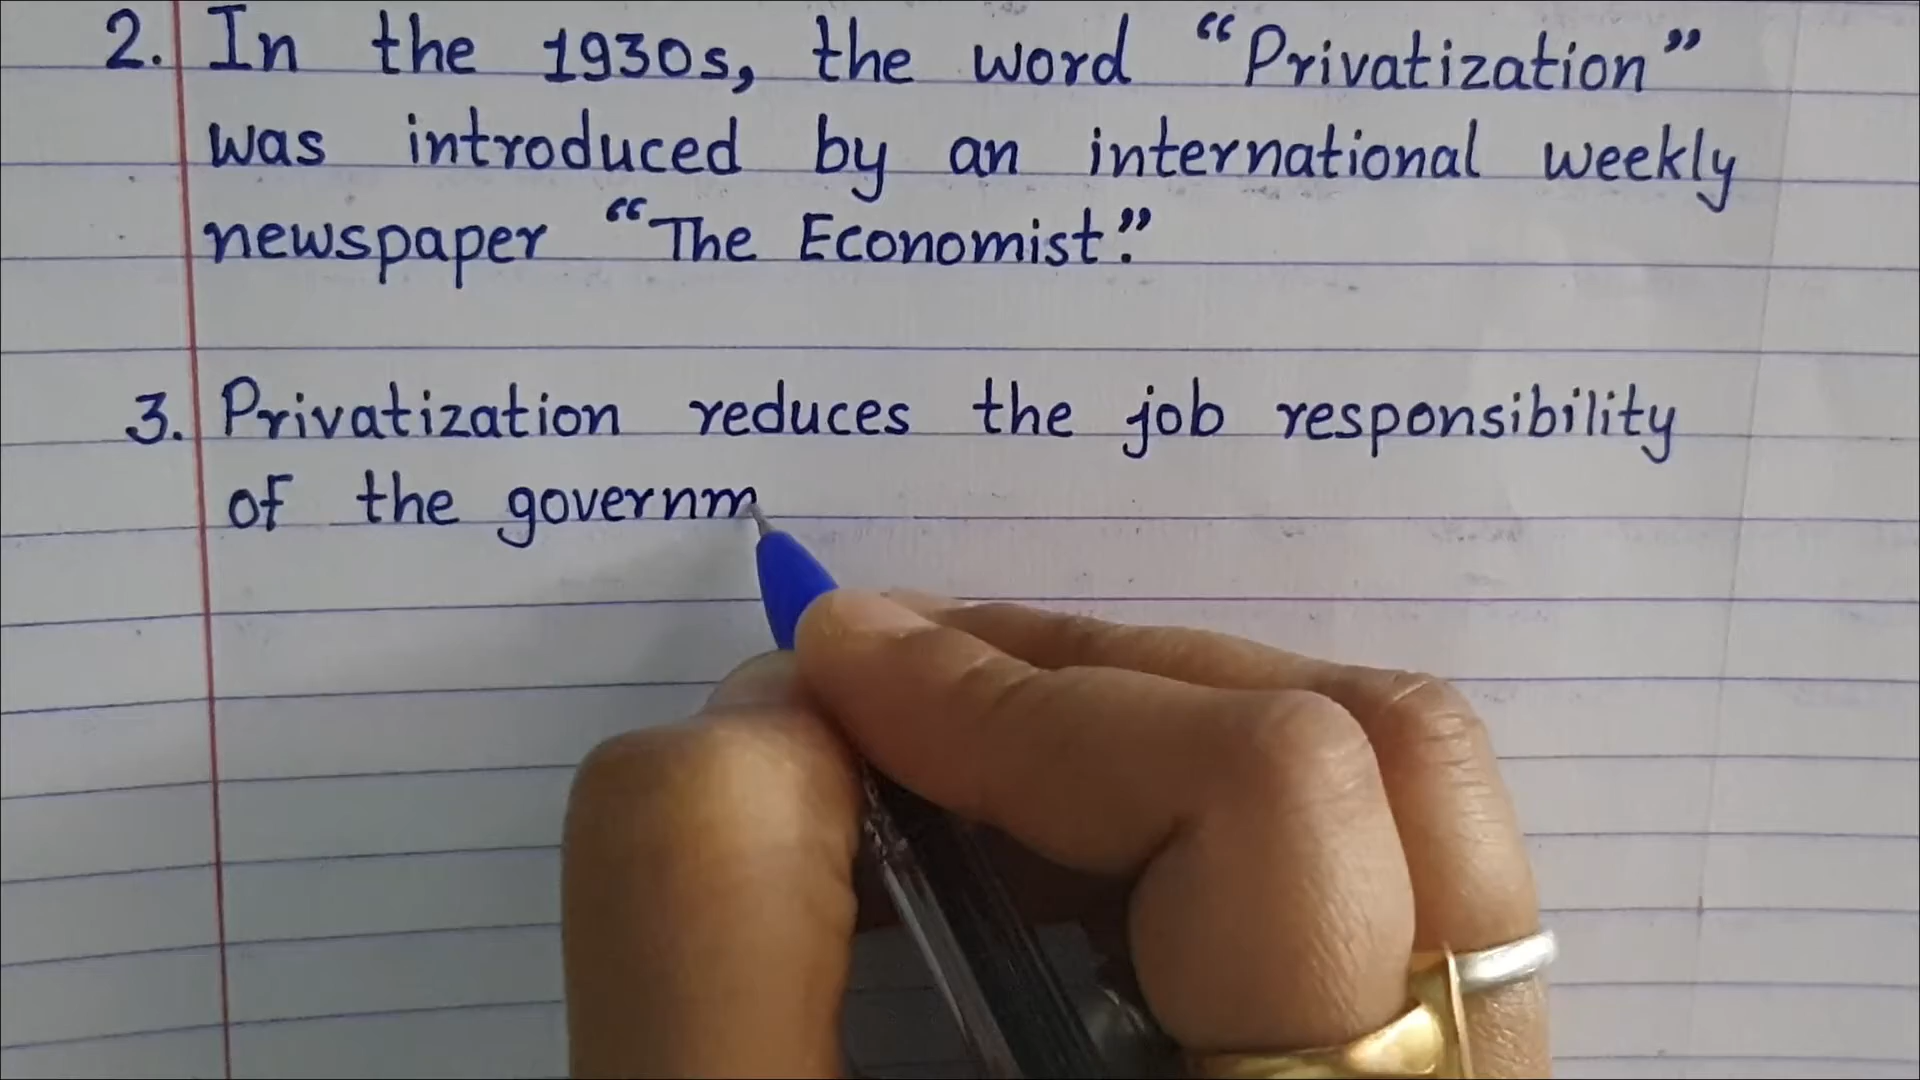 2. In the 1930s, the word “Privatization”
was introduced by an international weekly
newspaper “The Economist.”
3. Privatization reduces the job responsibility
of the governm